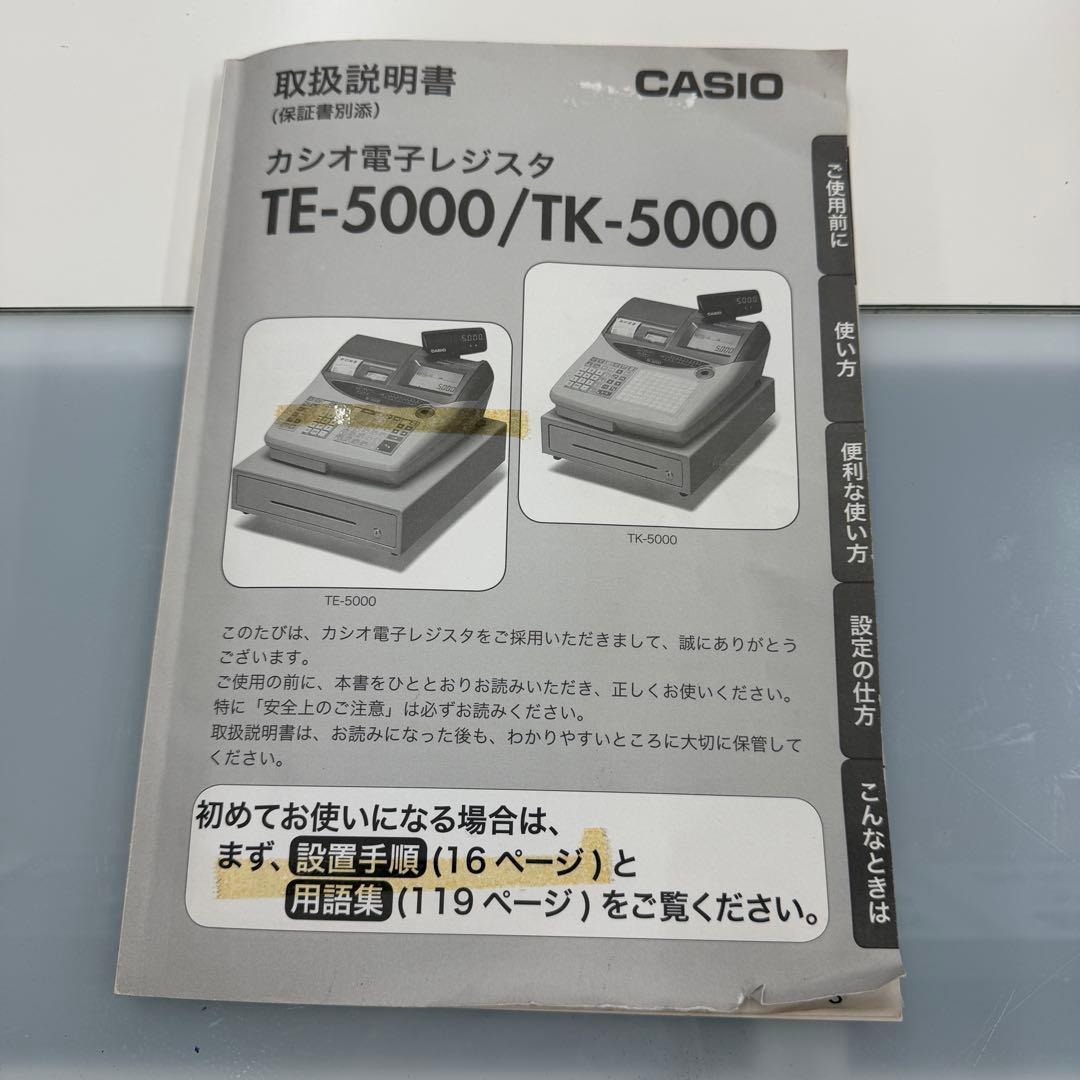 取扱説明書
(保証書別添)
CASIO
カシオ電子レジスタ
TE-5000/TK-5000
5000
CASIO
5000
5000
CASIO
5000
TK-5000
TE-5000
このたびは、カシオ電子レジスタをご採用いただきまして、誠にありがとう
ございます。
ご使用の前に、本書をひととおりお読みいただき、正しくお使いください。
特に「安全上のご注意」は必ずお読みください。
取扱説明書は、お読みになった後も、わかりやすいところに大切に保管して
ください。
初めてお使いになる場合は、
まず、設置手順(16 ページ)と
用語集(119 ページ)をご覧ください。
ご使用前に
使い方
便利な使い方
設定の仕方
こんなときは